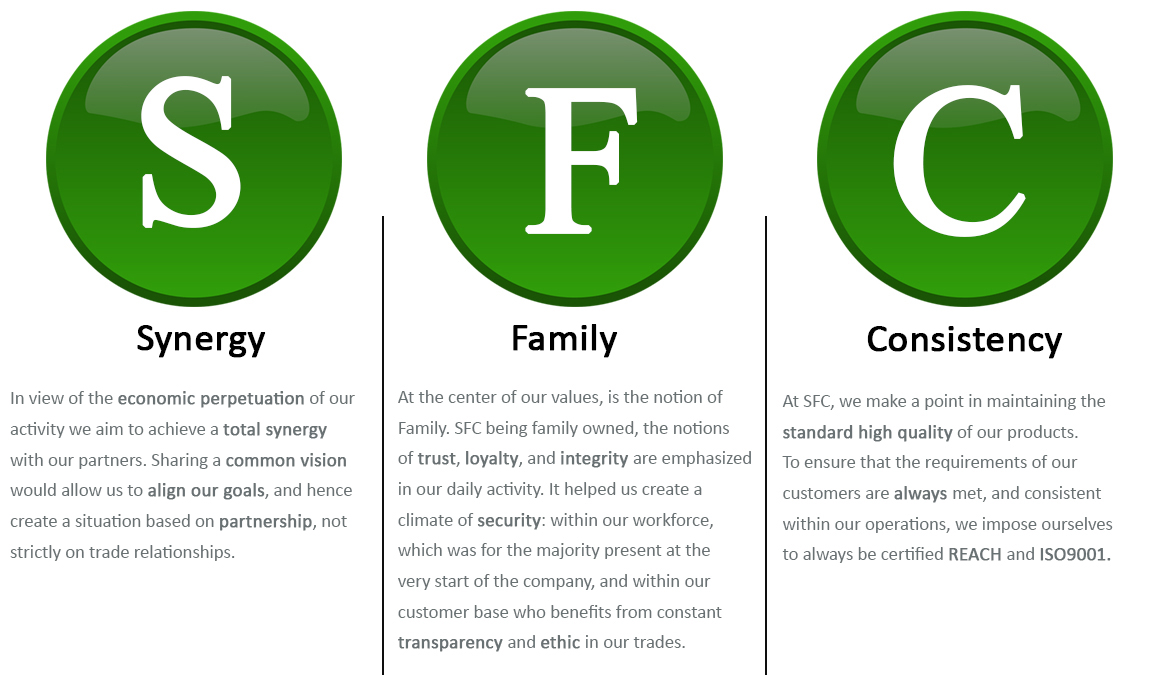 S
Synergy
In view of the economic perpetuation of our
activity we aim to achieve a total synergy
with our partners. Sharing a common vision
would allow us to align our goals, and hence
create a situation based on partnership, not
strictly on trade relationships.
F
Family
At the center of our values, is the notion of
Family. SFC being family owned, the notions
of trust, loyalty, and integrity are emphasized
in our daily activity. It helped us create a
climate of security: within our workforce,
which was for the majority present at the
very start of the company, and within our
customer base who benefits from constant
transparency and ethic in our trades.
C
Consistency
At SFC, we make a point in maintaining the
standard high quality of our products.
To ensure that the requirements of our
customers are always met, and consistent
within our operations, we impose ourselves
to always be certified REACH and ISO9001.